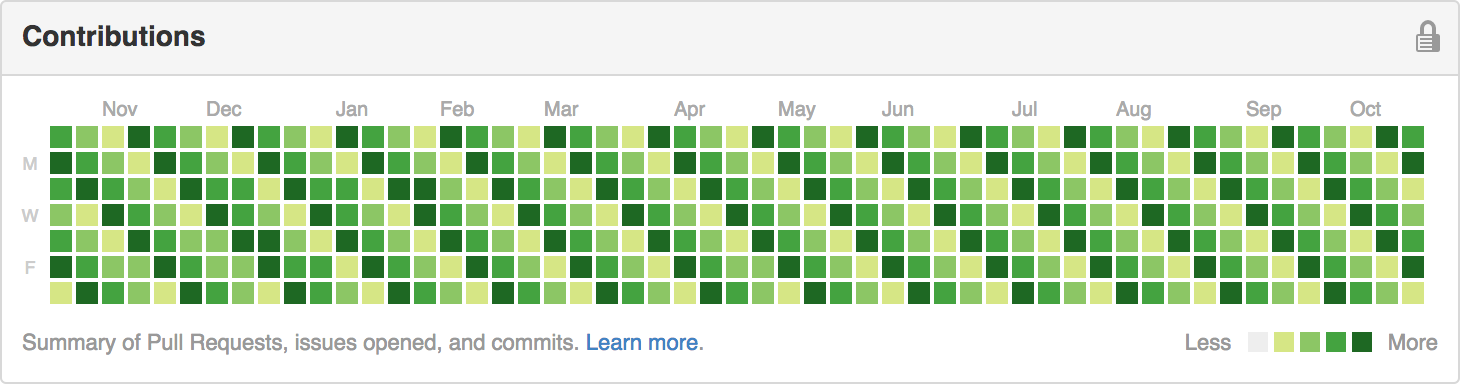 Contributions
Nov Dec Jan Feb Mar Apr May Jun Jul Aug Sep Oct
M
W
F
Summary of Pull Requests, issues opened, and commits. Learn more. Less More